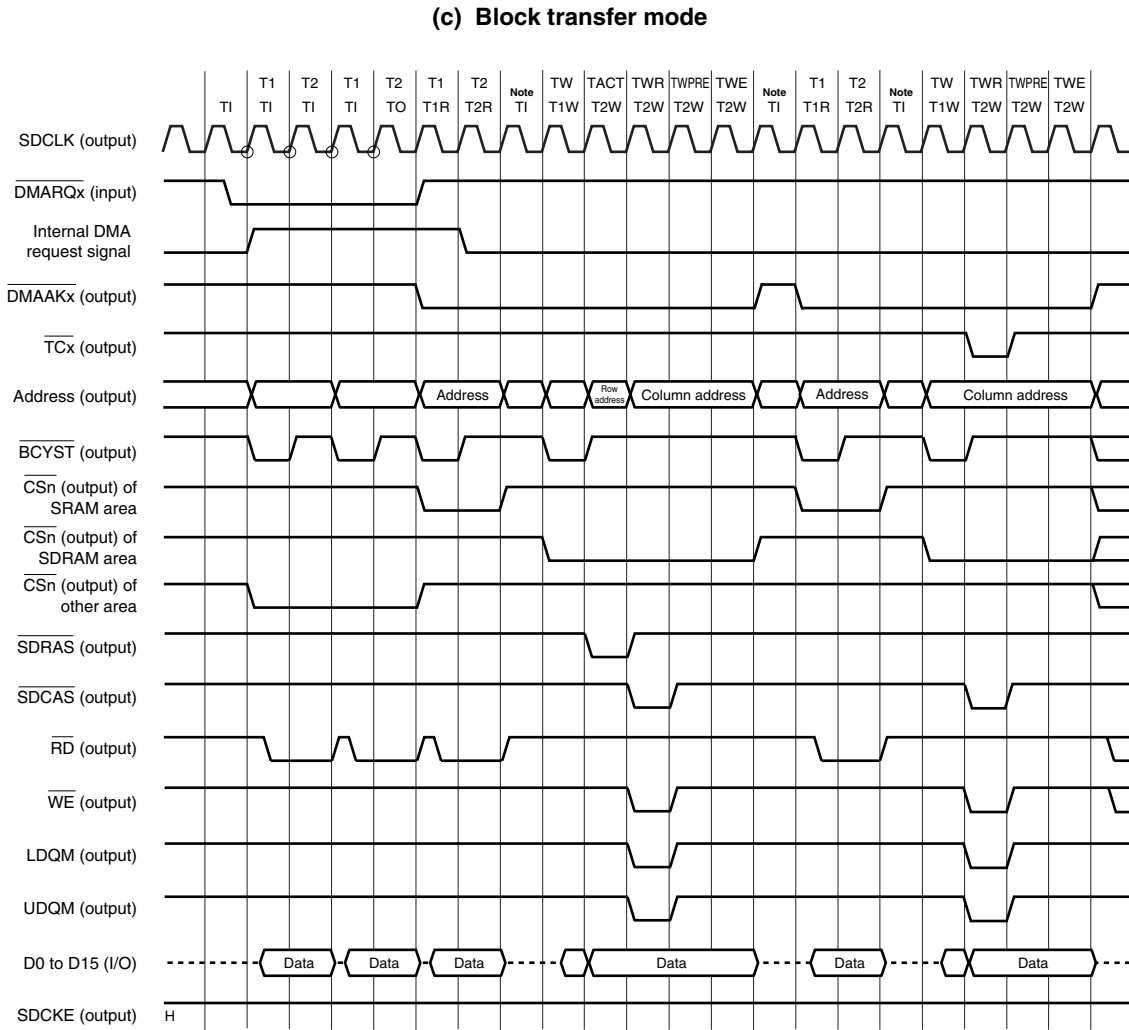 (c) Block transfer mode
T1 T2 T1 T2 T1 T2 Note TW TACT TWR TWPRE TWE Note T1 T2 Note TW TWR TWPRE TWE
TI TI TI TI TO T1R T2R TI T1W T2W T2W T2W T2W TI T1R T2R TI T1W T2W T2W T2W
SDCLK (output)
DMARQx (input)
Internal DMA
request signal
DMAAKx (output)
TCx (output)
Address (output) Address Row address Column address Address Column address
BCYST (output)
CSn (output) of
SRAM area
CSn (output) of
SDRAM area
CSn (output) of
other area
SDRAS (output)
SDCAS (output)
RD (output)
WE (output)
LDQM (output)
UDQM (output)
D0 to D15 (I/O) Data Data Data Data Data Data
SDCKE (output) H